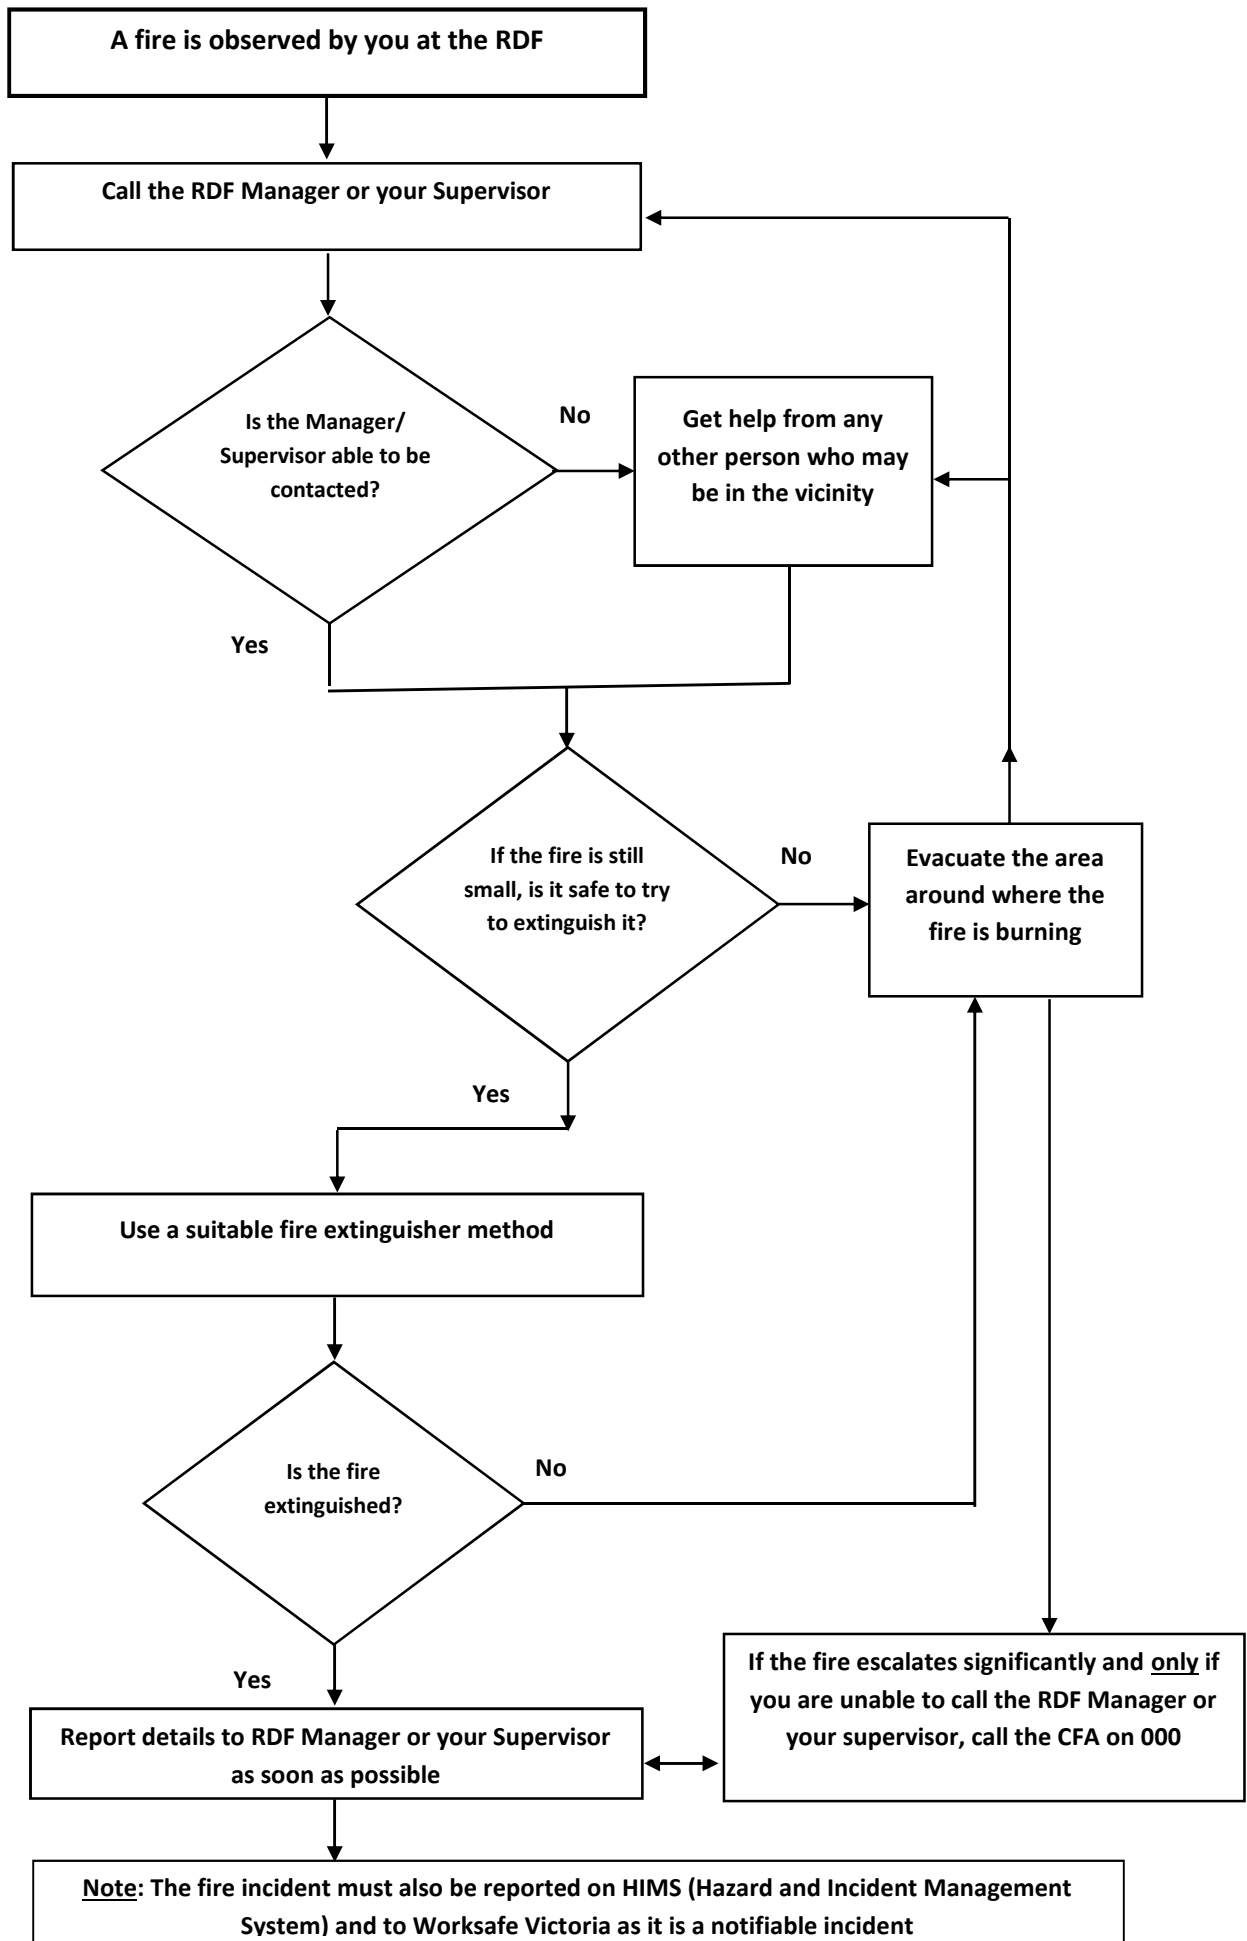 A fire is observed by you at the RDF
Call the RDF Manager or your Supervisor
Is the Manager/
Supervisor able to be
contacted?
No
Get help from any
other person who may
be in the vicinity
Yes
If the fire is still
small, is it safe to try
to extinguish it?
No
Evacuate the area
around where the
fire is burning
Yes
Use a suitable fire extinguisher method
Is the fire
extinguished?
No
Yes
If the fire escalates significantly and only if
you are unable to call the RDF Manager or
your supervisor, call the CFA on 000
Report details to RDF Manager or your Supervisor
as soon as possible
Note: The fire incident must also be reported on HIMS (Hazard and Incident Management
System) and to Worksafe Victoria as it is a notifiable incident